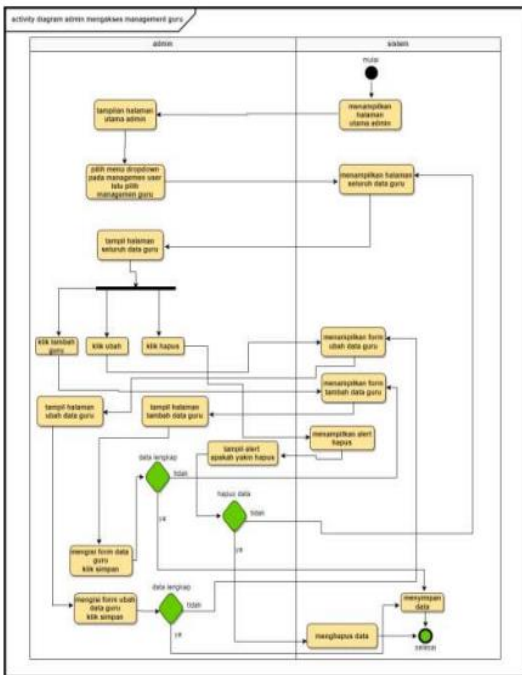 activity diagram admin mengakses management guru
admin
sistem
mulai
tampilan halaman
utama admin
menampilkan
halaman
utama admin
pilih menu dropdown
pada managemen user
lalu pilih
managemen guru
menampilkan halaman
seluruh data guru
tampil halaman
seluruh data guru
klik tambah
guru
klik ubah
klik hapus
menampilkan form
ubah data guru
menampilkan form
tambah data guru
tampil halaman
ubah data guru
tampil halaman
tambah data guru
menampilkan alert
hapus
tampil alert
apakah yakin hapus
data lengkap
tidak
hapus data
tidak
ya
ya
mengisi form data
guru
klik simpan
data lengkap
mengisi form ubah
data guru
klik simpan
tidak
ya
menyimpan
data
menghapus data
selesai